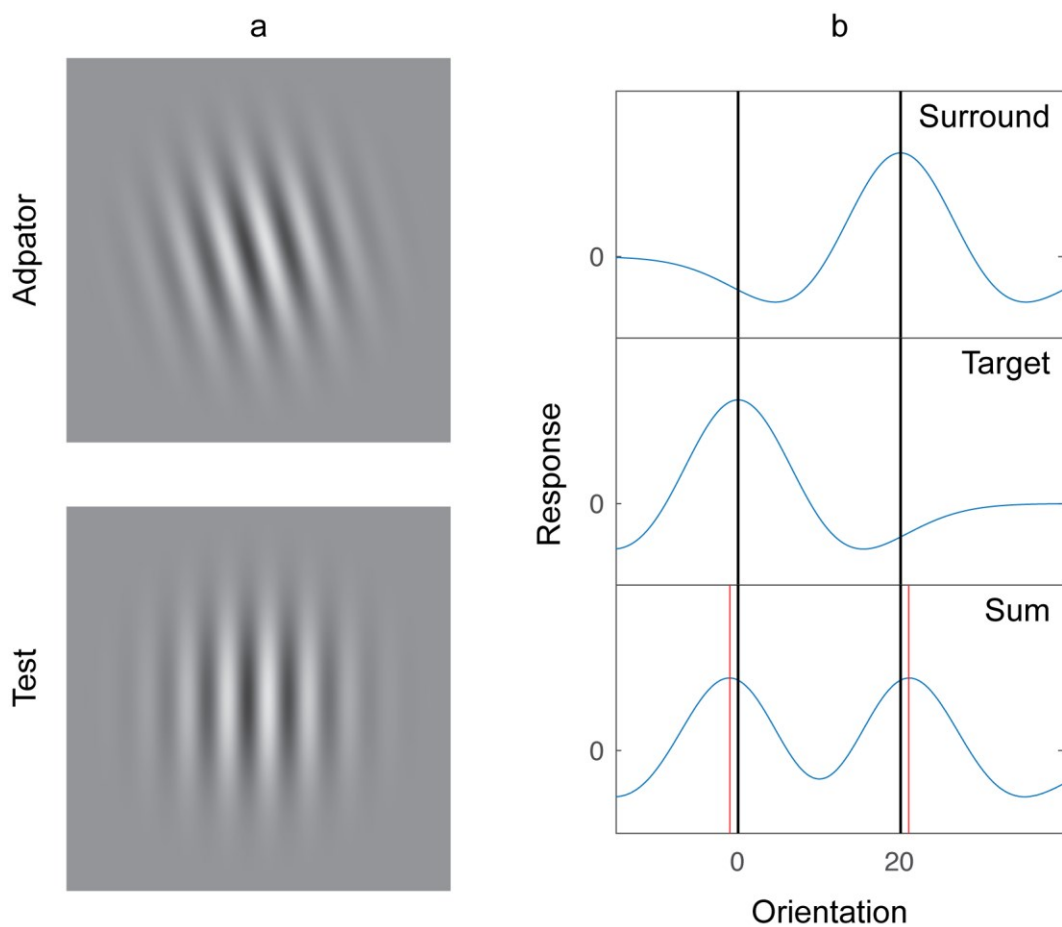 a
b
Adpator
Test
Response
Surround
0
Target
0
Sum
0
0
20
Orientation